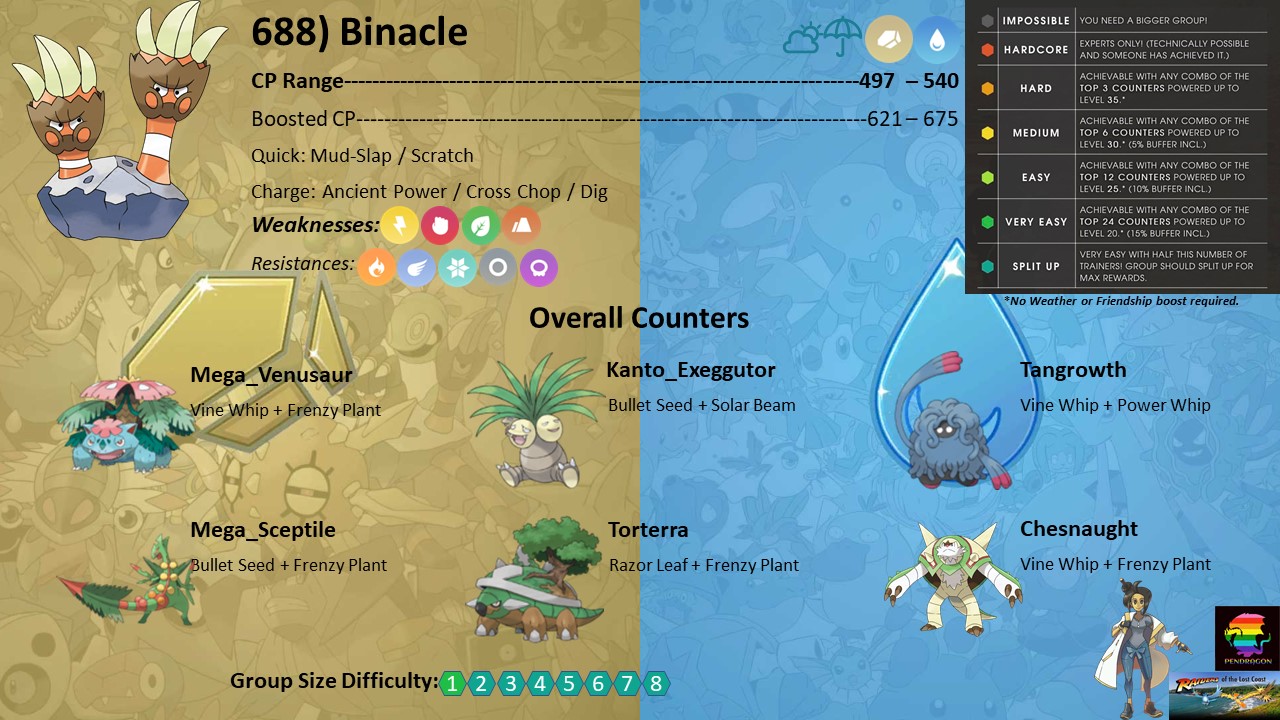 688) Binacle
CP Range----------------------------------------------------------------------------497 – 540
Boosted CP--------------------------------------------------------------------------621 – 675
Quick: Mud-Slap / Scratch
Charge: Ancient Power / Cross Chop / Dig
Weaknesses:
Resistances:
IMPOSSIBLE YOU NEED A BIGGER GROUP!
HARDCORE EXPERTS ONLY! (TECHNICALLY POSSIBLE
AND SOMEONE HAS ACHIEVED IT.)
HARD ACHIEVABLE WITH ANY COMBO OF THE
TOP 3 COUNTERS POWERED UP TO
LEVEL 35.*
MEDIUM ACHIEVABLE WITH ANY COMBO OF THE
TOP 6 COUNTERS POWERED UP TO
LEVEL 30.* (5% BUFFER INCL.)
EASY ACHIEVABLE WITH ANY COMBO OF THE
TOP 12 COUNTERS POWERED UP TO
LEVEL 25.* (10% BUFFER INCL.)
VERY EASY ACHIEVABLE WITH ANY COMBO OF THE
TOP 24 COUNTERS POWERED UP TO
LEVEL 20.* (15% BUFFER INCL.)
SPLIT UP VERY EASY WITH HALF THIS NUMBER OF
TRAINERS! GROUP SHOULD SPLIT UP FOR
MAX REWARDS.
*No Weather or Friendship boost required.
Overall Counters
Mega_Venusaur
Vine Whip + Frenzy Plant
Kanto_Exeggutor
Bullet Seed + Solar Beam
Tangrowth
Vine Whip + Power Whip
Mega_Sceptile
Bullet Seed + Frenzy Plant
Torterra
Razor Leaf + Frenzy Plant
Chesnaught
Vine Whip + Frenzy Plant
Group Size Difficulty: 1 2 3 4 5 6 7 8
PENDRAGON
RAIDERS of the Lost Coast